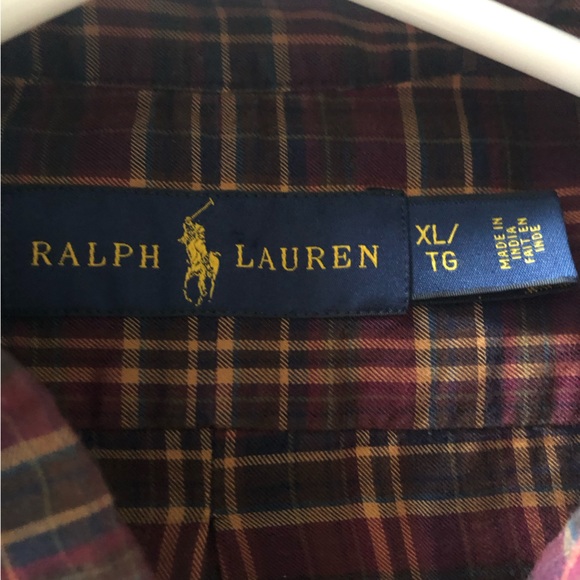 RALPH LAUREN
XL/
TG
MADE IN
INDIA
FAIT EN
INDE